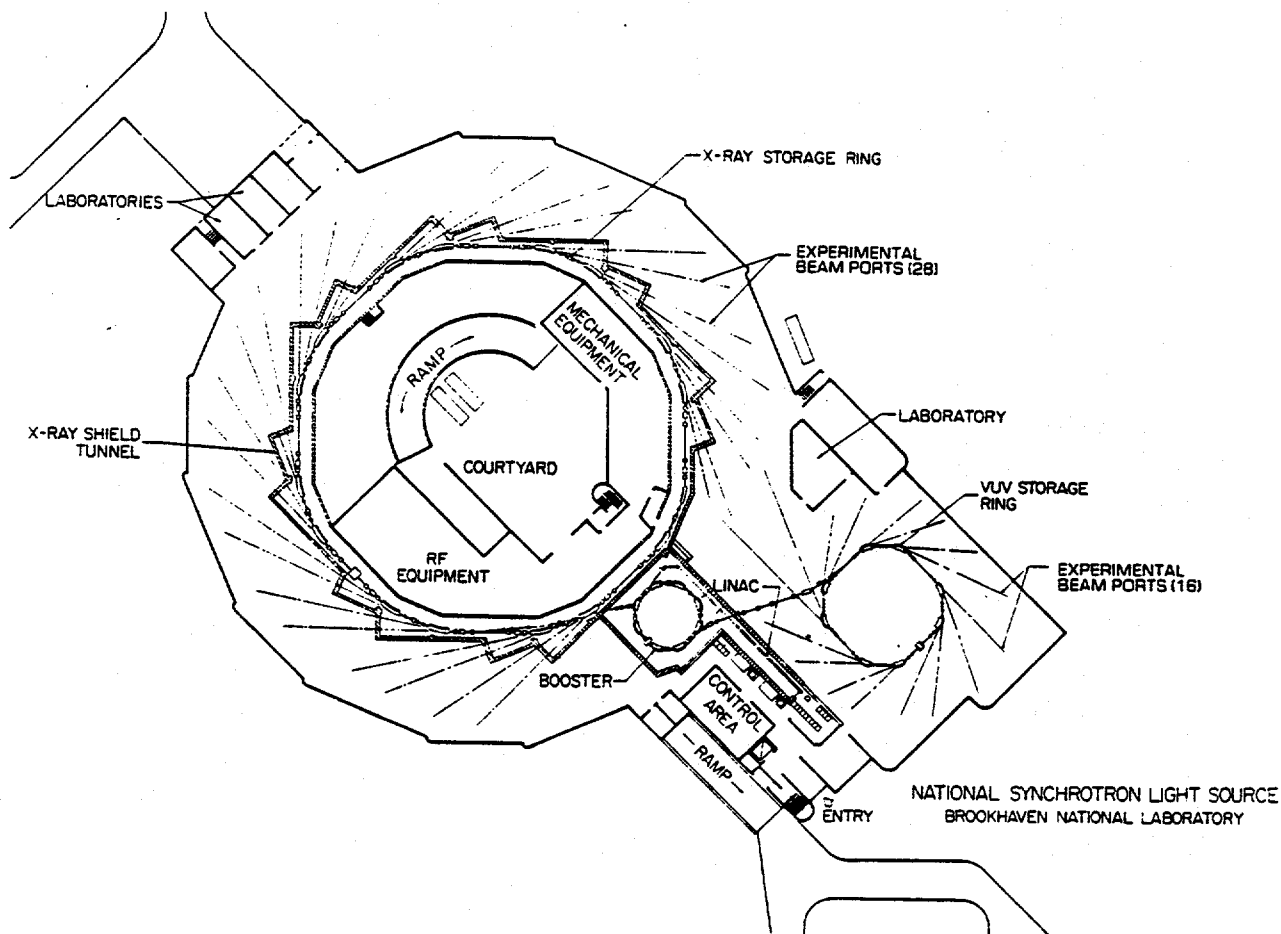 X-RAY STORAGE RING
LABORATORIES
EXPERIMENTAL
BEAM PORTS (28)
MECHANICAL
EQUIPMENT
RAMP
LABORATORY
X-RAY SHIELD
TUNNEL
COURTYARD
VUV STORAGE
RING
RF
EQUIPMENT
LINAC
EXPERIMENTAL
BEAM PORTS (16)
BOOSTER
CONTROL
AREA
RAMP
ENTRY
NATIONAL SYNCHROTRON LIGHT SOURCE
BROOKHAVEN NATIONAL LABORATORY